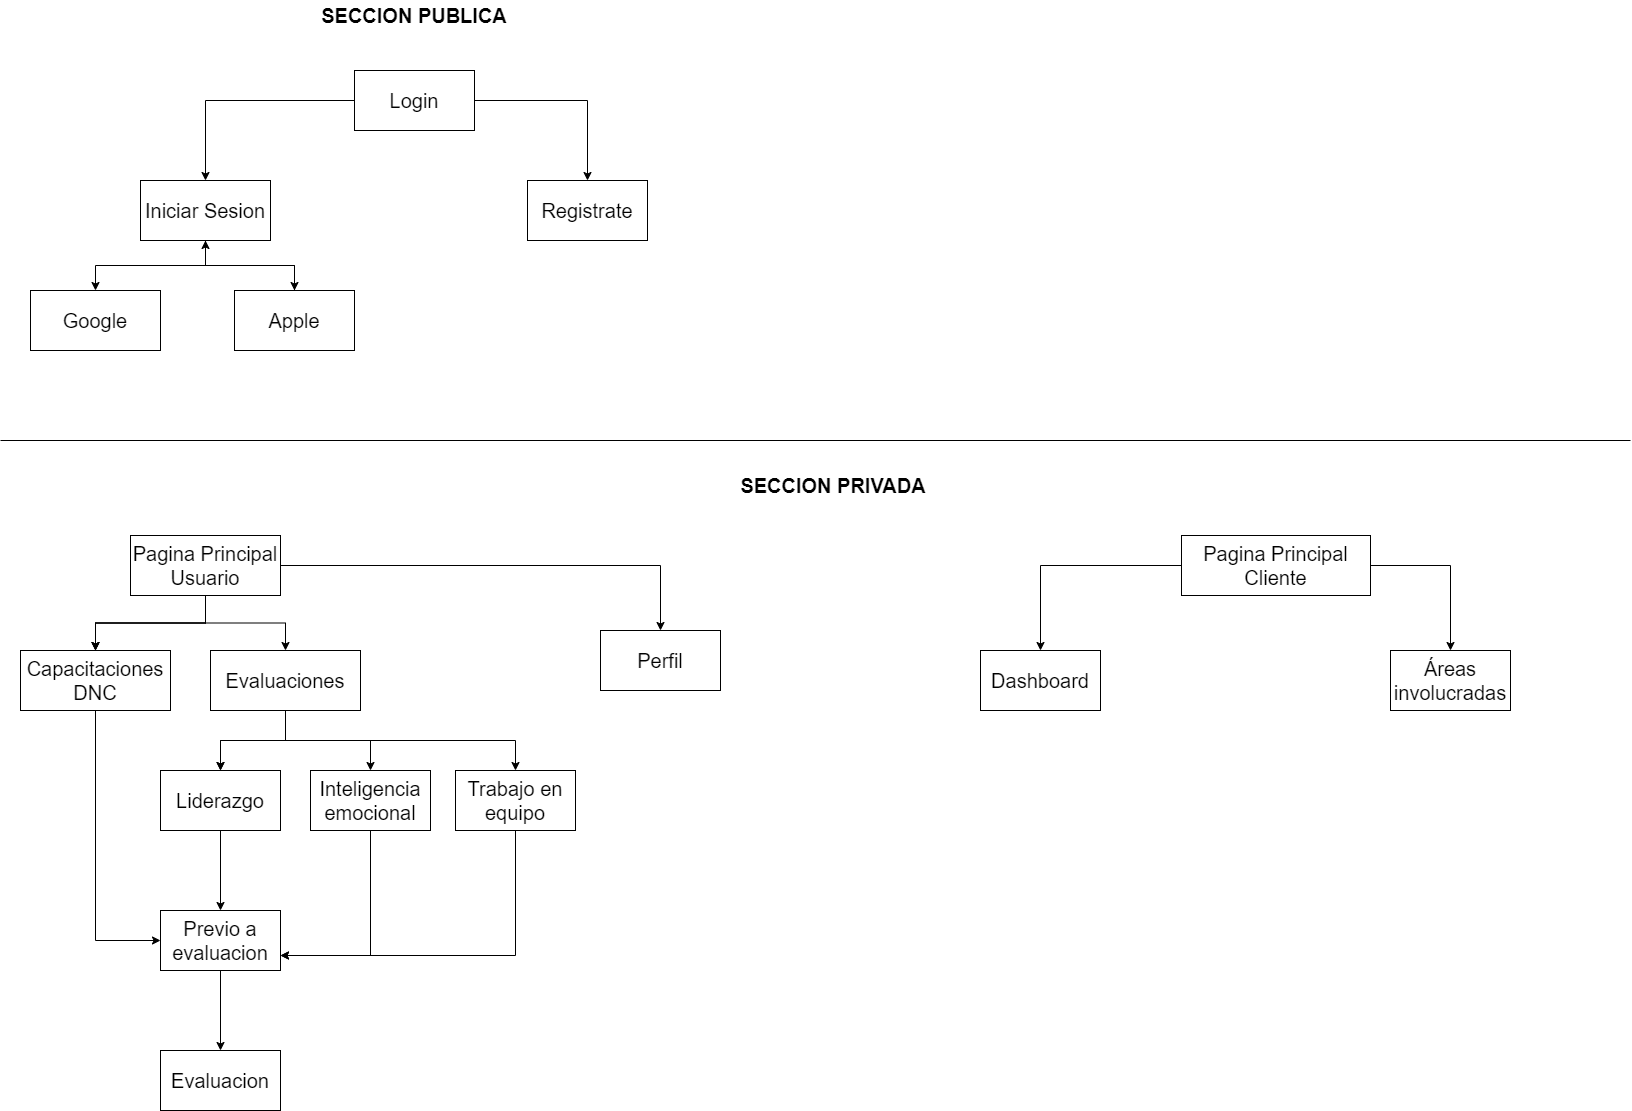 SECCION PUBLICA
Login
Iniciar Sesion
Registrate
Google
Apple
SECCION PRIVADA
Pagina Principal
Usuario
Pagina Principal
Cliente
Perfil
Capacitaciones
DNC
Evaluaciones
Dashboard
Áreas
involucradas
Liderazgo
Inteligencia
emocional
Trabajo en
equipo
Previo a
evaluacion
Evaluacion